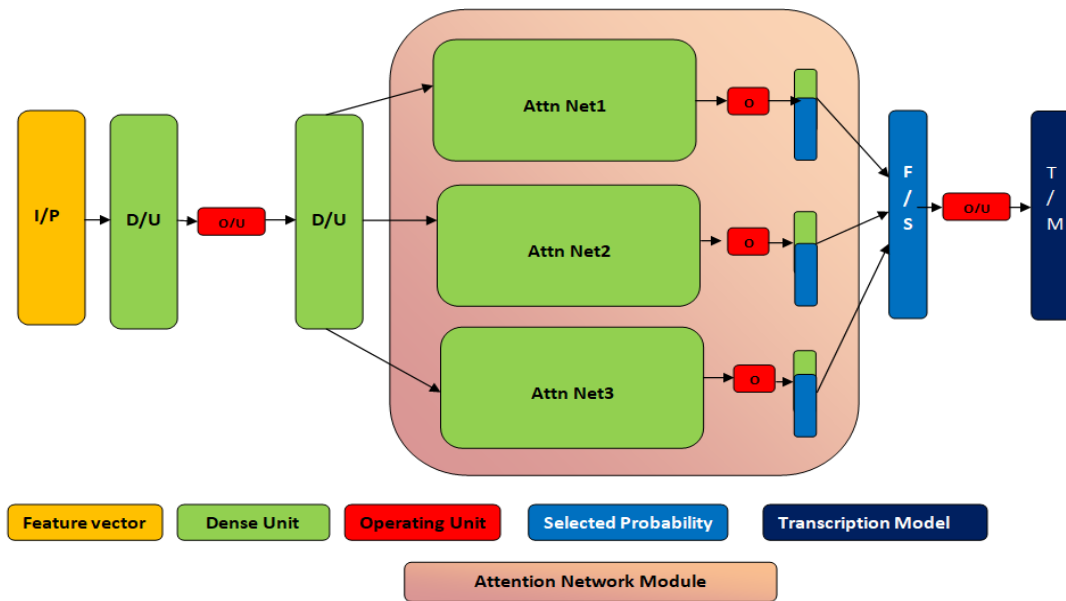 I/P
D/U
O/U
D/U
Attn Net1
O
Attn Net2
O
Attn Net3
O
F
/
S
O/U
T
/
M
Feature vector
Dense Unit
Operating Unit
Selected Probability
Transcription Model
Attention Network Module